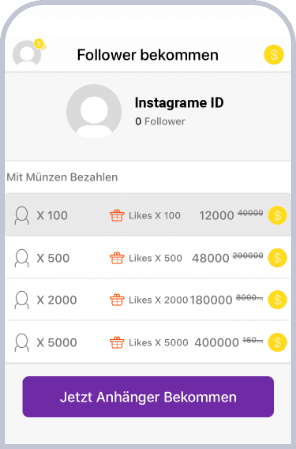 Follower bekommen
Instagrame ID
0 Follower
Mit Münzen Bezahlen
X 100 Likes X 100 12000 40000
X 500 Likes X 500 48000 200000
X 2000 Likes X 2000 180000 8000...
X 5000 Likes X 5000 400000 160...
Jetzt Anhänger Bekommen